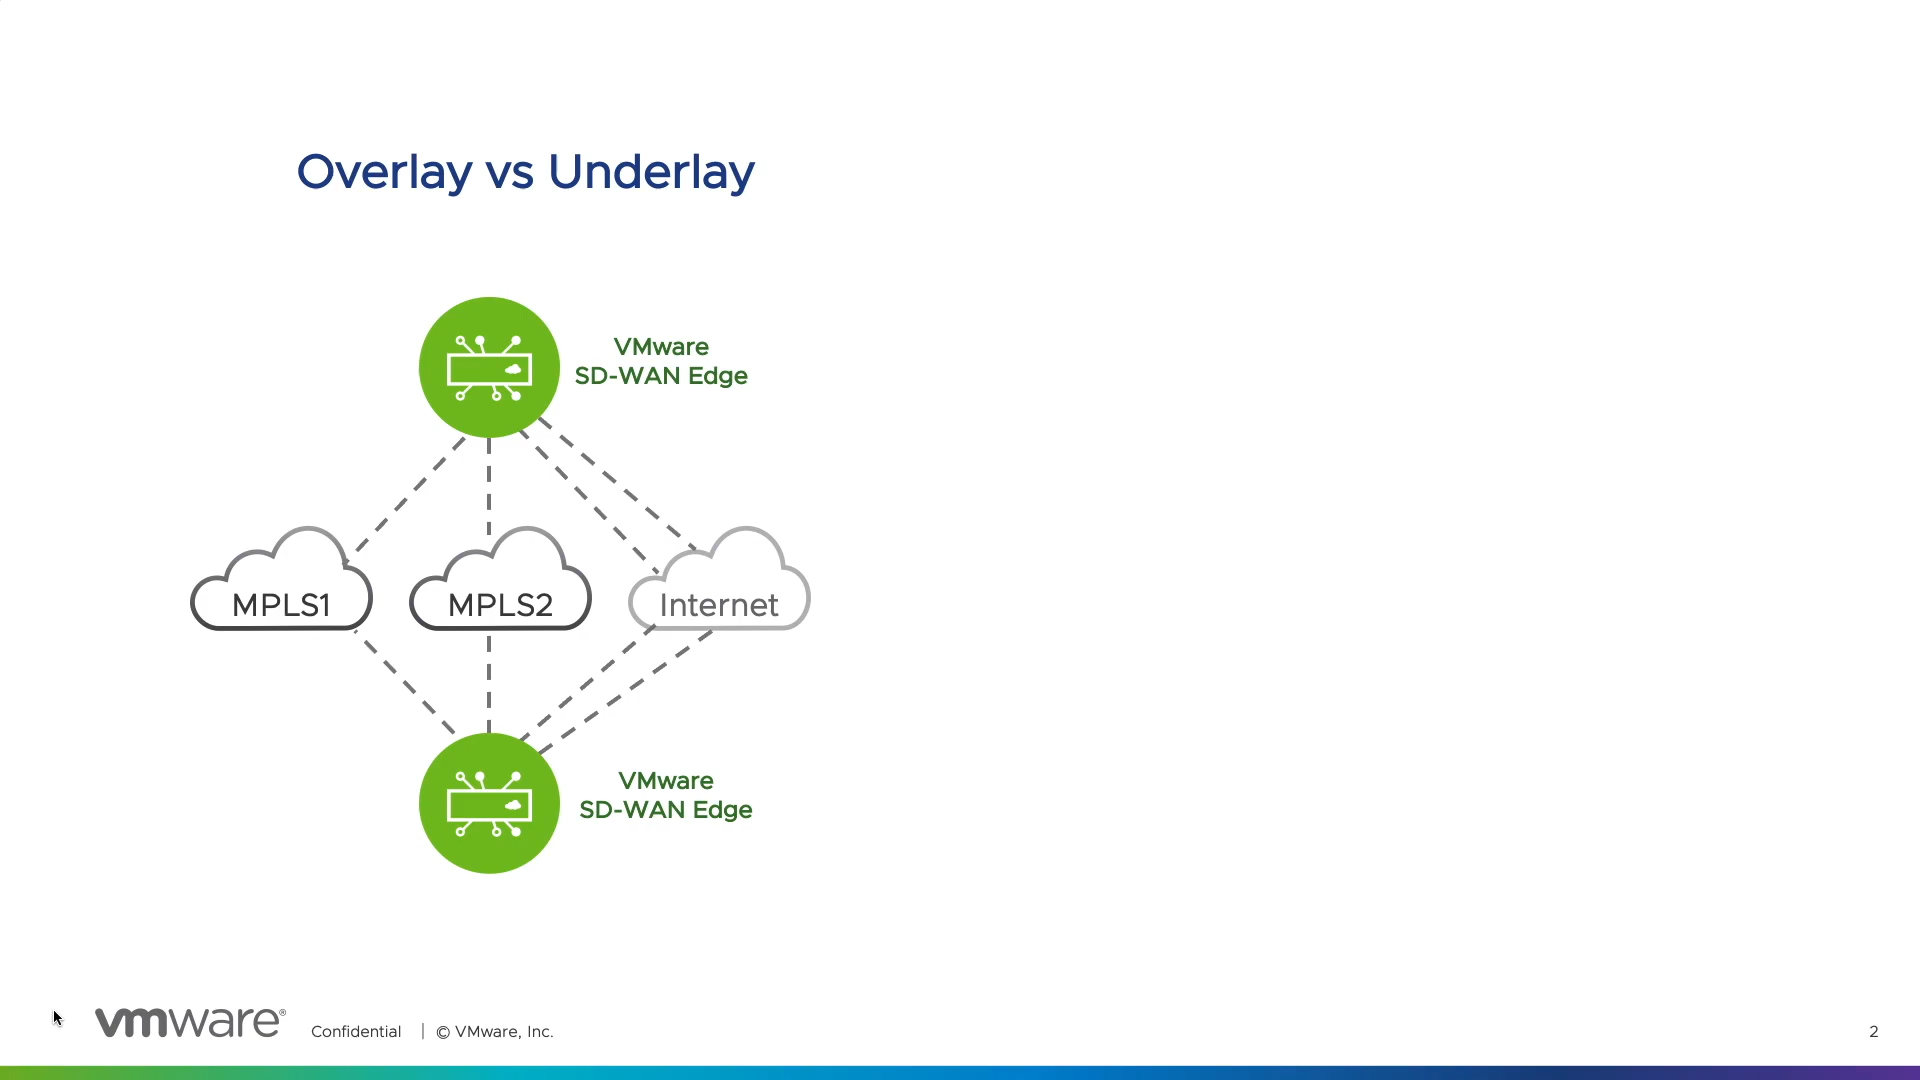 Overlay vs Underlay
VMware
SD-WAN Edge
MPLS1
MPLS2
Internet
VMware
SD-WAN Edge
vmware®
Confidential | © VMware, Inc.
2